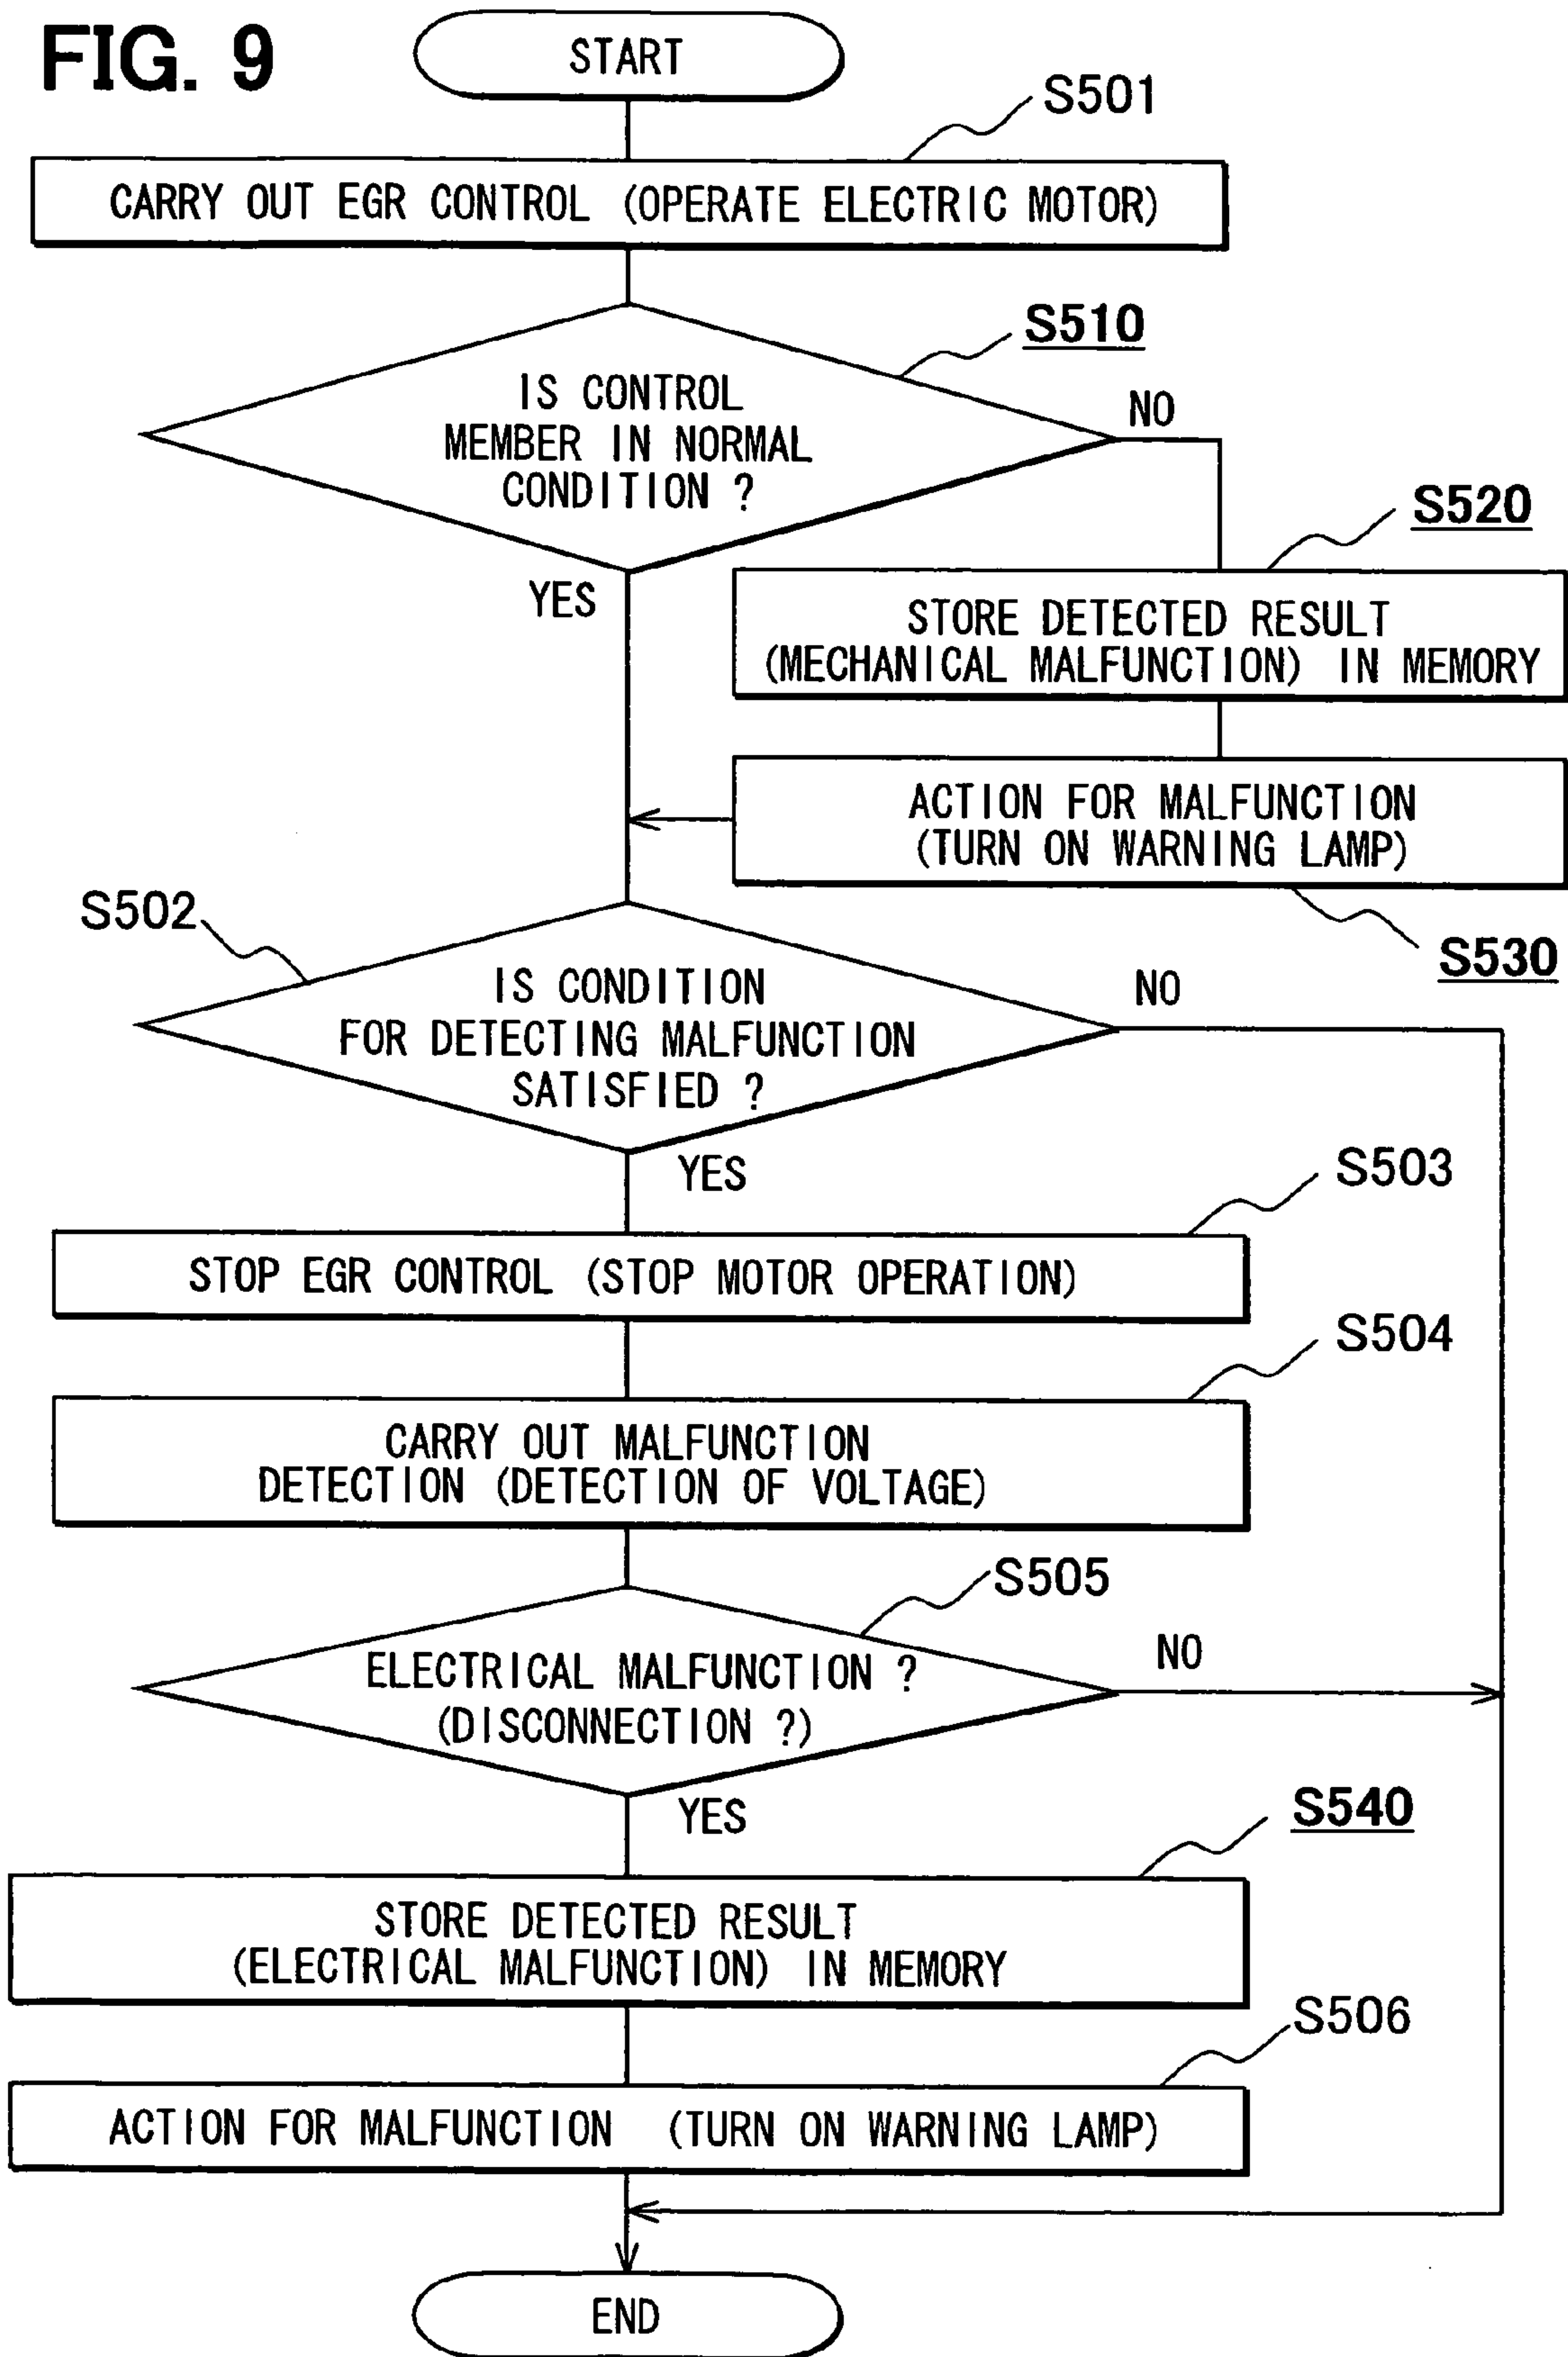 FIG. 9
START
S501
CARRY OUT EGR CONTROL (OPERATE ELECTRIC MOTOR)
S510
IS CONTROL
MEMBER IN NORMAL
CONDITION ?
NO
YES
S520
STORE DETECTED RESULT
(MECHANICAL MALFUNCTION) IN MEMORY
ACTION FOR MALFUNCTION
(TURN ON WARNING LAMP)
S530
S502
IS CONDITION
FOR DETECTING MALFUNCTION
SATISFIED ?
NO
YES
S503
STOP EGR CONTROL (STOP MOTOR OPERATION)
S504
CARRY OUT MALFUNCTION
DETECTION (DETECTION OF VOLTAGE)
S505
ELECTRICAL MALFUNCTION ?
(DISCONNECTION ?)
NO
YES
S540
STORE DETECTED RESULT
(ELECTRICAL MALFUNCTION) IN MEMORY
S506
ACTION FOR MALFUNCTION (TURN ON WARNING LAMP)
END